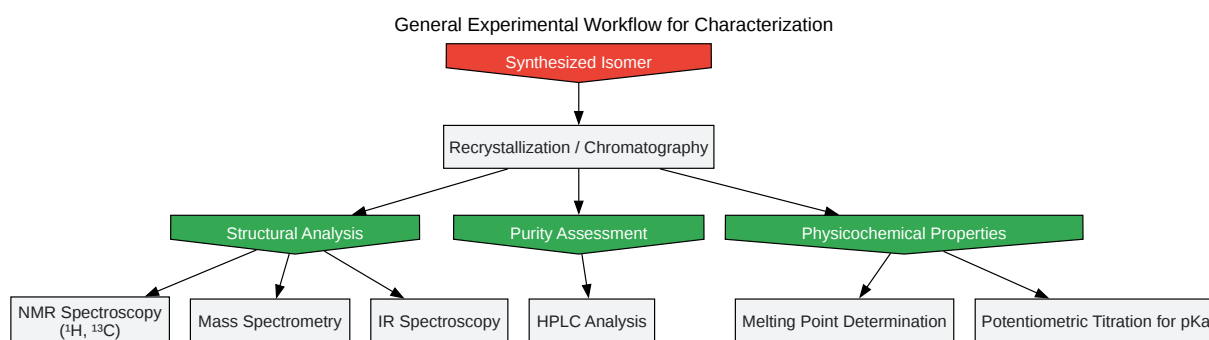 General Experimental Workflow for Characterization
Synthesized Isomer
Recrystallization / Chromatography
Structural Analysis
Purity Assessment
Physicochemical Properties
NMR Spectroscopy
(¹H, ¹³C)
Mass Spectrometry
IR Spectroscopy
HPLC Analysis
Melting Point Determination
Potentiometric Titration for pKa